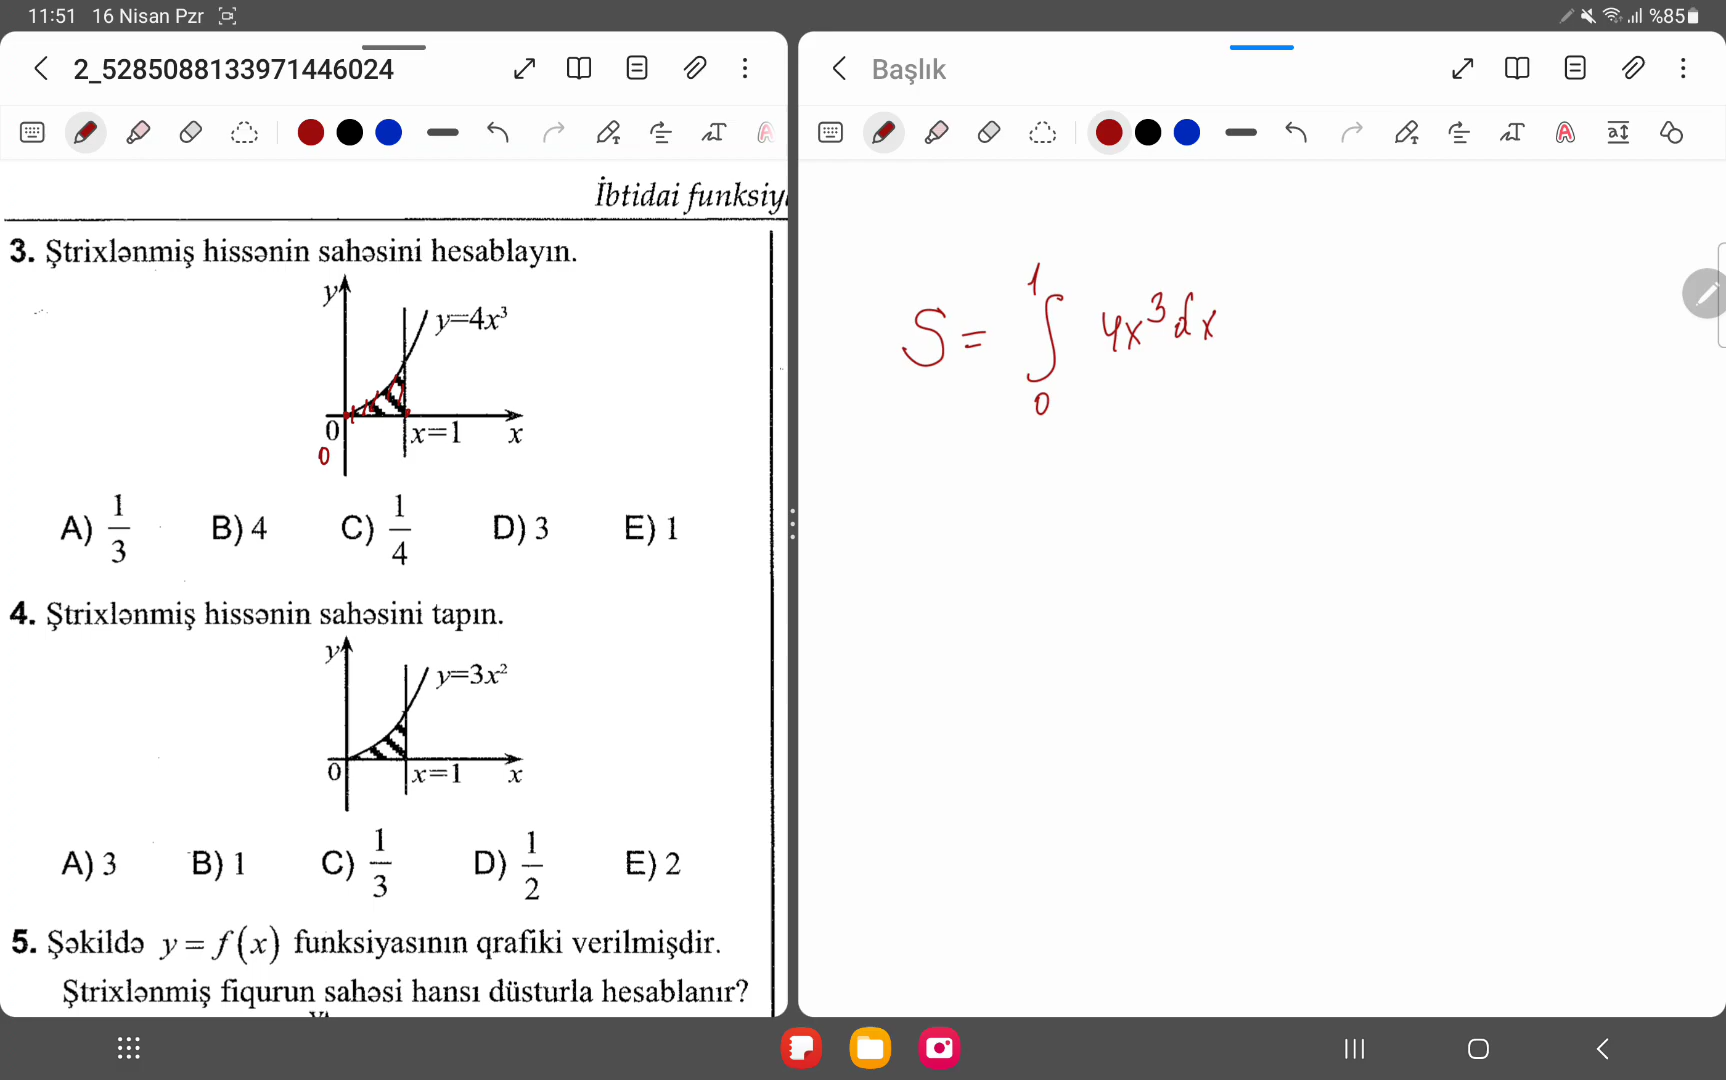 11:51 16 Nisan Pzr %85
2_5285088133971446024
Başlık
İbtidai funksiy
3. Ştrixlənmiş hissənin sahəsini hesablayın.
y
y=4x³
0 x=1 x
0
A) 1/3 B) 4 C) 1/4 D) 3 E) 1
4. Ştrixlənmiş hissənin sahəsini tapın.
y
y=3x²
0 x=1 x
A) 3 B) 1 C) 1/3 D) 1/2 E) 2
5. Şəkildə y = f(x) funksiyasının qrafiki verilmişdir.
Ştrixlənmiş fiqurun sahəsi hansı düsturla hesablanır?
S = ∫₀¹ 4x³dx